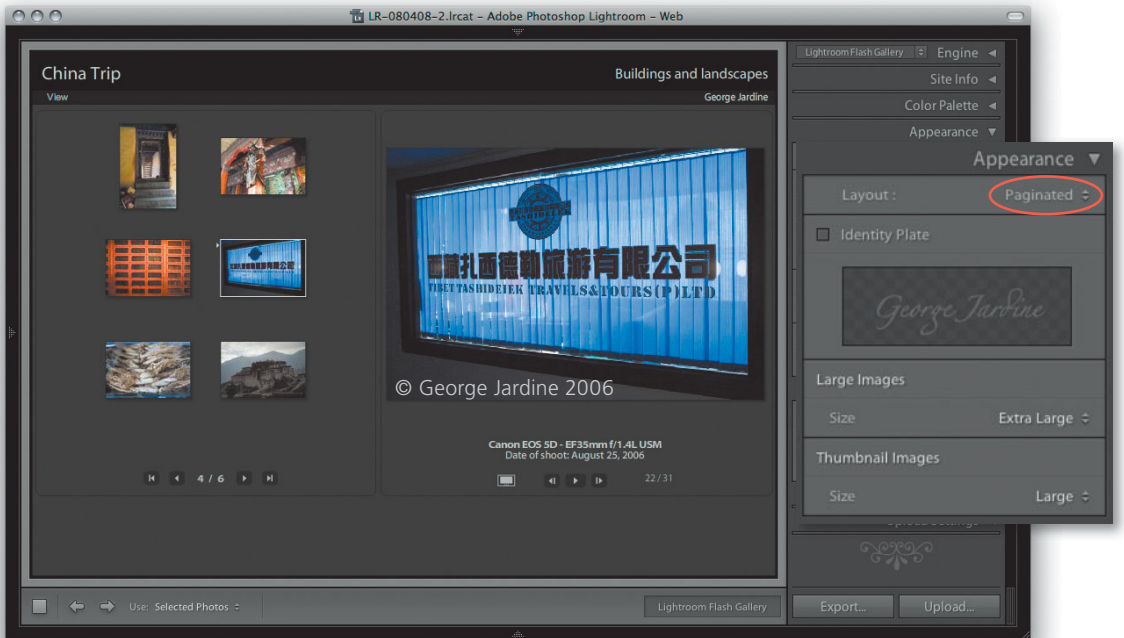 LR-080408-2.lrcat – Adobe Photoshop Lightroom – Web
China Trip
Buildings and landscapes
View
George Jardine
西藏扎西德勒旅游有限公司
TIBET TASHIDELEK TRAVELS&TOURS(P)LTD
© George Jardine 2006
Canon EOS 5D - EF35mm f/1.4L USM
Date of shoot: August 25, 2006
4 / 6
22/31
Use: Selected Photos
Lightroom Flash Gallery
Lightroom Flash Gallery
Engine
Site Info
Color Palette
Appearance
Appearance
Layout :
Paginated
Identity Plate
George Jardine
Large Images
Size
Extra Large
Thumbnail Images
Size
Large
Export...
Upload...